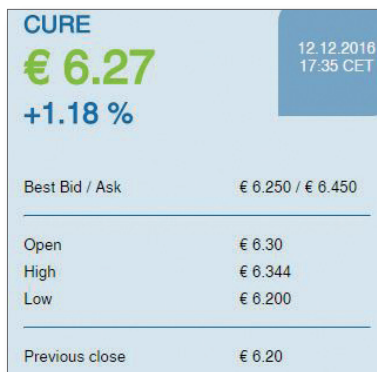 CURE
€ 6.27
+1.18 %
12.12.2016
17:35 CET
Best Bid / Ask € 6.250 / € 6.450
Open € 6.30
High € 6.344
Low € 6.200
Previous close € 6.20